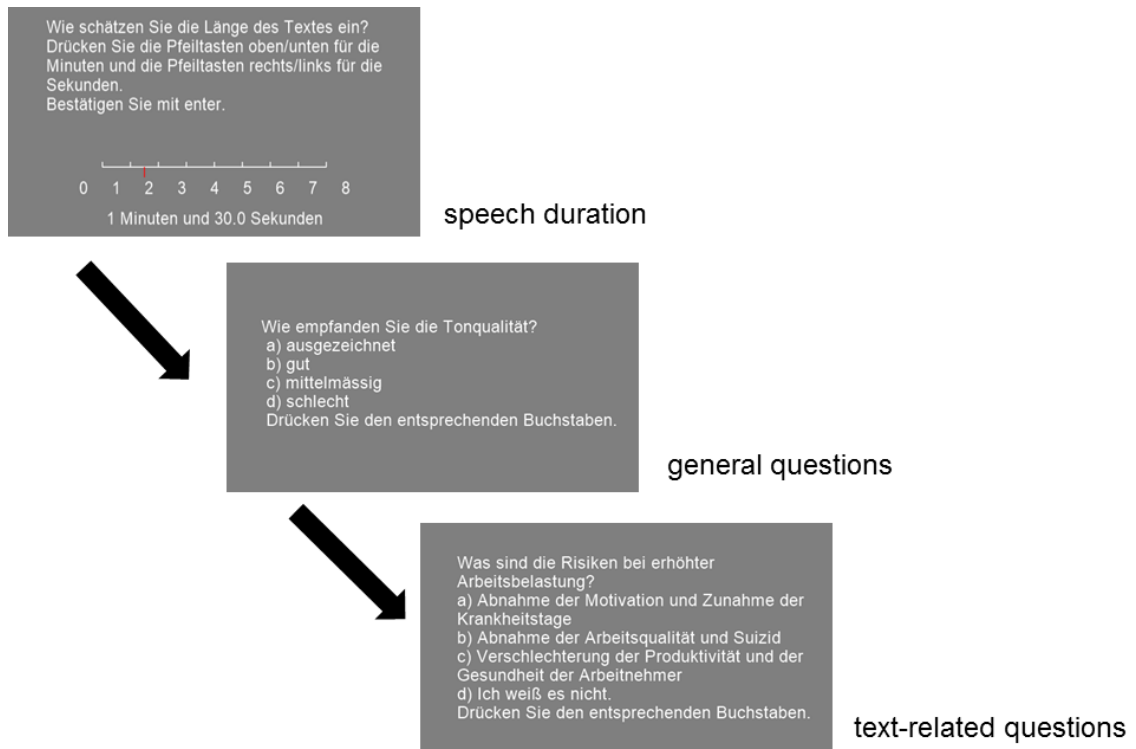 Wie schätzen Sie die Länge des Textes ein?
Drücken Sie die Pfeiltasten oben/unten für die
Minuten und die Pfeiltasten rechts/links für die
Sekunden.
Bestätigen Sie mit enter.
0 1 2 3 4 5 6 7 8
1 Minuten und 30.0 Sekunden
speech duration
Wie empfanden Sie die Tonqualität?
a) ausgezeichnet
b) gut
c) mittelmässig
d) schlecht
Drücken Sie den entsprechenden Buchstaben.
general questions
Was sind die Risiken bei erhöhter
Arbeitsbelastung?
a) Abnahme der Motivation und Zunahme der
Krankheitstage
b) Abnahme der Arbeitsqualität und Suizid
c) Verschlechterung der Produktivität und der
Gesundheit der Arbeitnehmer
d) Ich weiß es nicht.
Drücken Sie den entsprechenden Buchstaben.
text-related questions